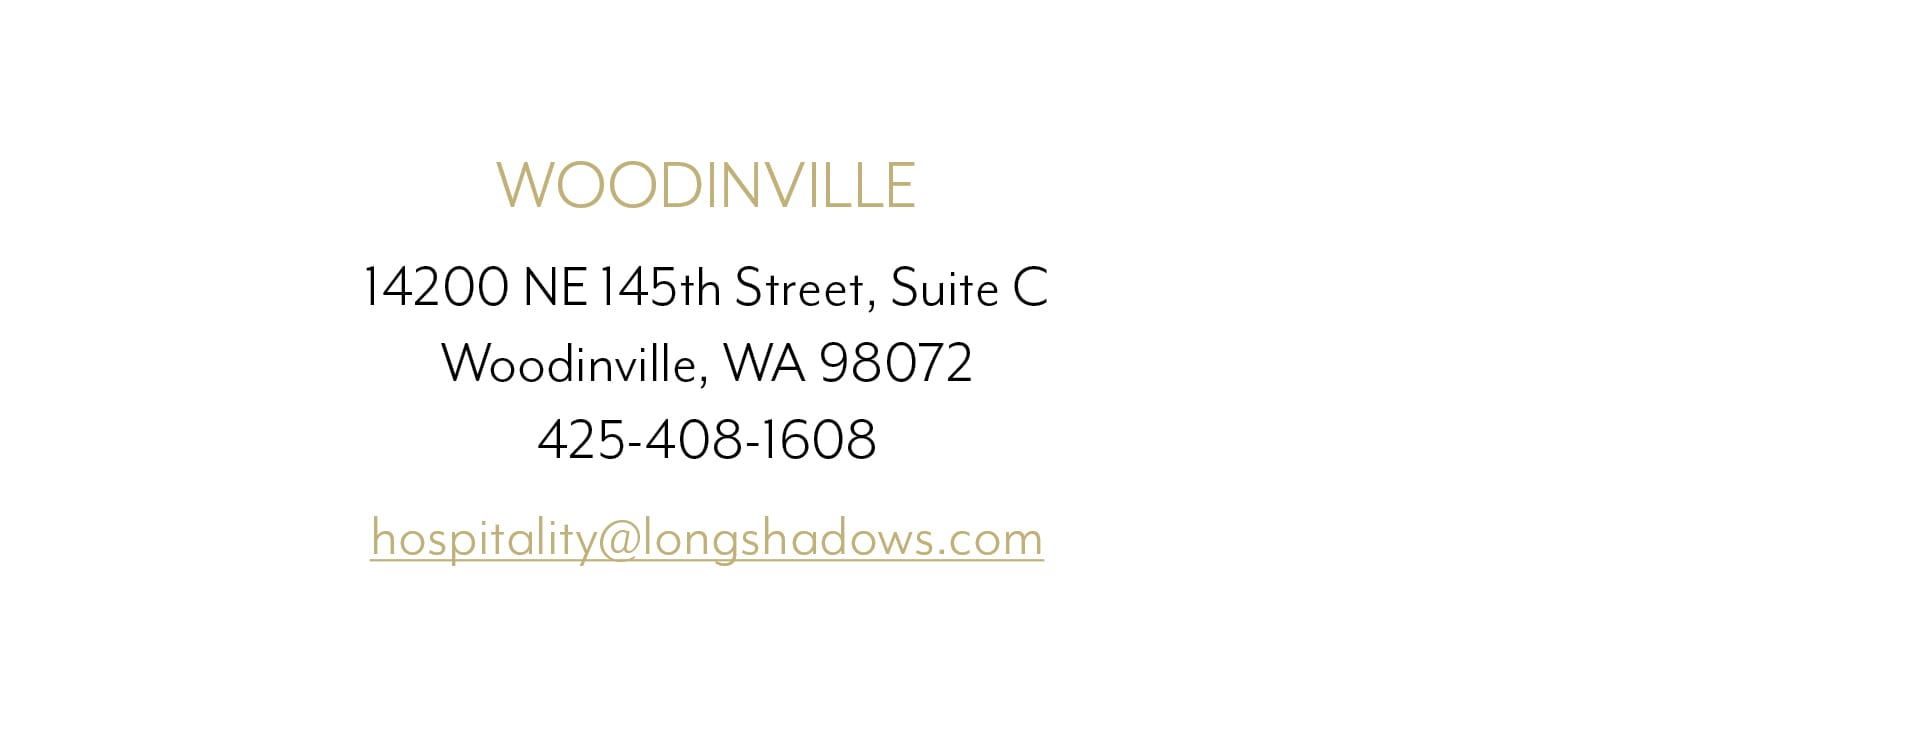 WOODINVILLE
14200 NE 145th Street, Suite C
Woodinville, WA 98072
425-408-1608
hospitality@longshadows.com